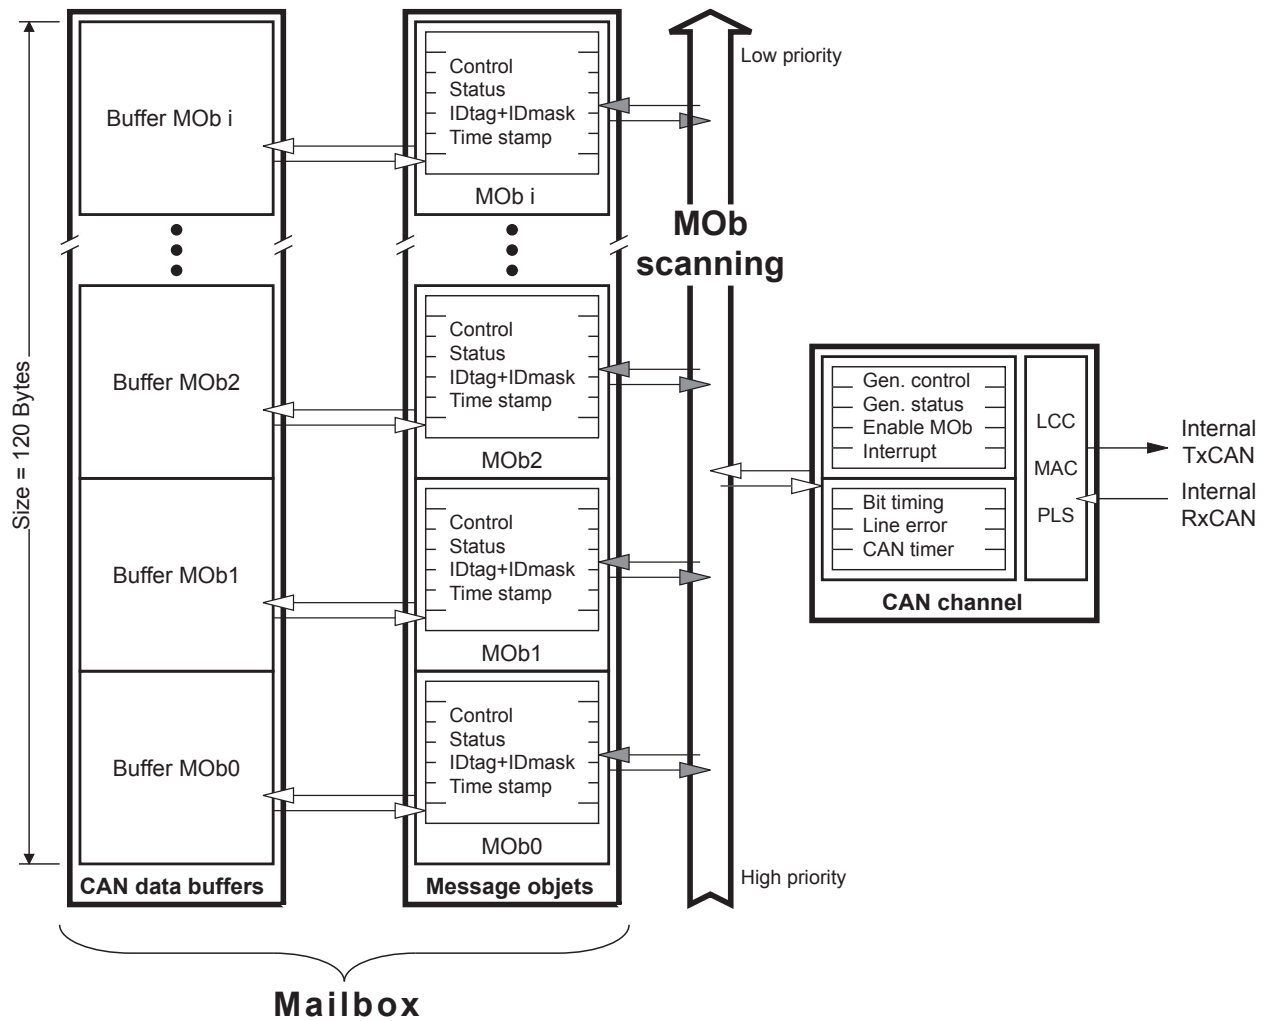 Size = 120 Bytes
Buffer MOb i
Buffer MOb2
Buffer MOb1
Buffer MOb0
CAN data buffers
Control
Status
IDtag+IDmask
Time stamp
MOb i
Control
Status
IDtag+IDmask
Time stamp
MOb2
Control
Status
IDtag+IDmask
Time stamp
MOb1
Control
Status
IDtag+IDmask
Time stamp
MOb0
Message objets
Mailbox
Low priority
MOb
scanning
High priority
Gen. control
Gen. status
Enable MOb
Interrupt
Bit timing
Line error
CAN timer
LCC
MAC
PLS
CAN channel
Internal
TxCAN
Internal
RxCAN